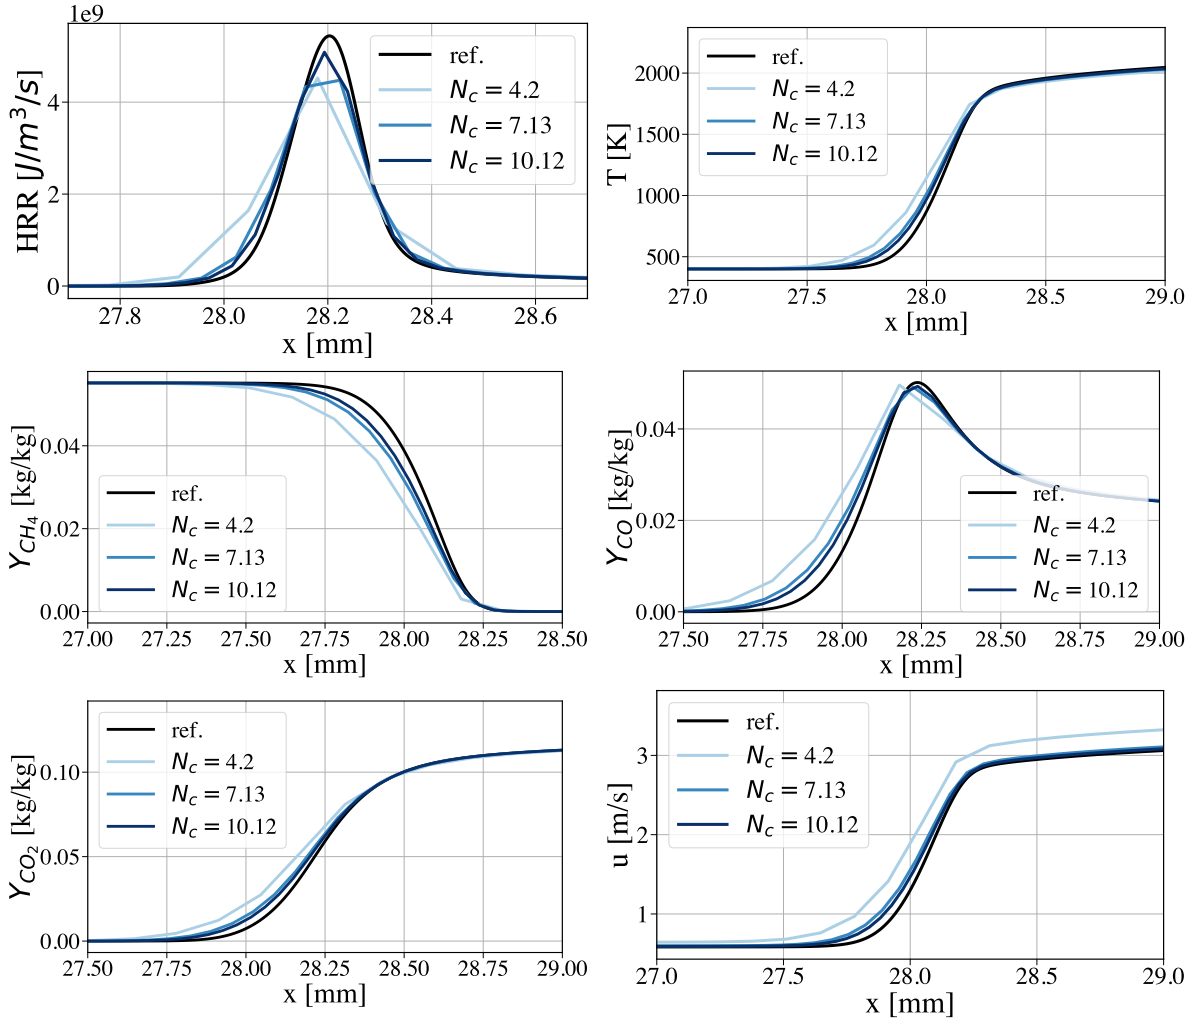 1e9
HRR [J/m³/s]
4
2
0
27.8 28.0 28.2 28.4 28.6
x [mm]
ref.
N_c = 4.2
N_c = 7.13
N_c = 10.12
T [K]
2000
1500
1000
500
27.0 27.5 28.0 28.5 29.0
x [mm]
ref.
N_c = 4.2
N_c = 7.13
N_c = 10.12
Y_{CH_4} [kg/kg]
0.04
0.02
0.00
27.00 27.25 27.50 27.75 28.00 28.25 28.50
x [mm]
ref.
N_c = 4.2
N_c = 7.13
N_c = 10.12
Y_{CO} [kg/kg]
0.04
0.02
0.00
27.50 27.75 28.00 28.25 28.50 28.75 29.00
x [mm]
ref.
N_c = 4.2
N_c = 7.13
N_c = 10.12
Y_{CO_2} [kg/kg]
0.10
0.05
0.00
27.50 27.75 28.00 28.25 28.50 28.75 29.00
x [mm]
ref.
N_c = 4.2
N_c = 7.13
N_c = 10.12
u [m/s]
3
2
1
27.0 27.5 28.0 28.5 29.0
x [mm]
ref.
N_c = 4.2
N_c = 7.13
N_c = 10.12